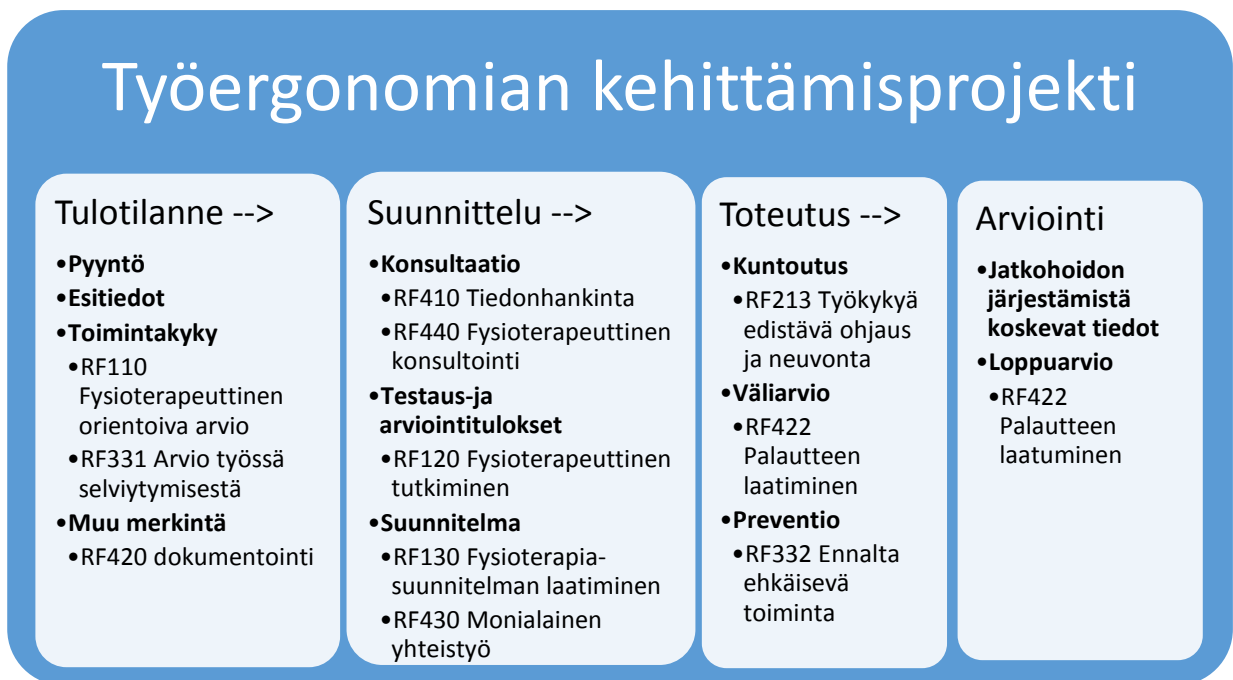 Työergonomian kehittämisprojekti
Tulotilanne -->
•Pyyntö
•Esitiedot
•Toimintakyky
•RF110
Fysioterapeuttinen
orientoiva arvio
•RF331 Arvio työssä
selviytymisestä
•Muu merkintä
•RF420 dokumentointi
Suunnittelu -->
•Konsultaatio
•RF410 Tiedonhankinta
•RF440 Fysioterapeuttinen
konsultointi
•Testaus-ja
arviointitulokset
•RF120 Fysioterapeuttinen
tutkiminen
•Suunnitelma
•RF130 Fysioterapia-
suunnitelman laatiminen
•RF430 Monialainen
yhteistyö
Toteutus -->
•Kuntoutus
•RF213 Työkykyä
edistävä ohjaus
ja neuvonta
•Väliarvio
•RF422
Palautteen
laatiminen
•Preventio
•RF332 Ennalta
ehkäisevä
toiminta
Arviointi
•Jatkohoidon
järjestämistä
koskevat tiedot
•Loppuarvio
•RF422
Palautteen
laatuminen